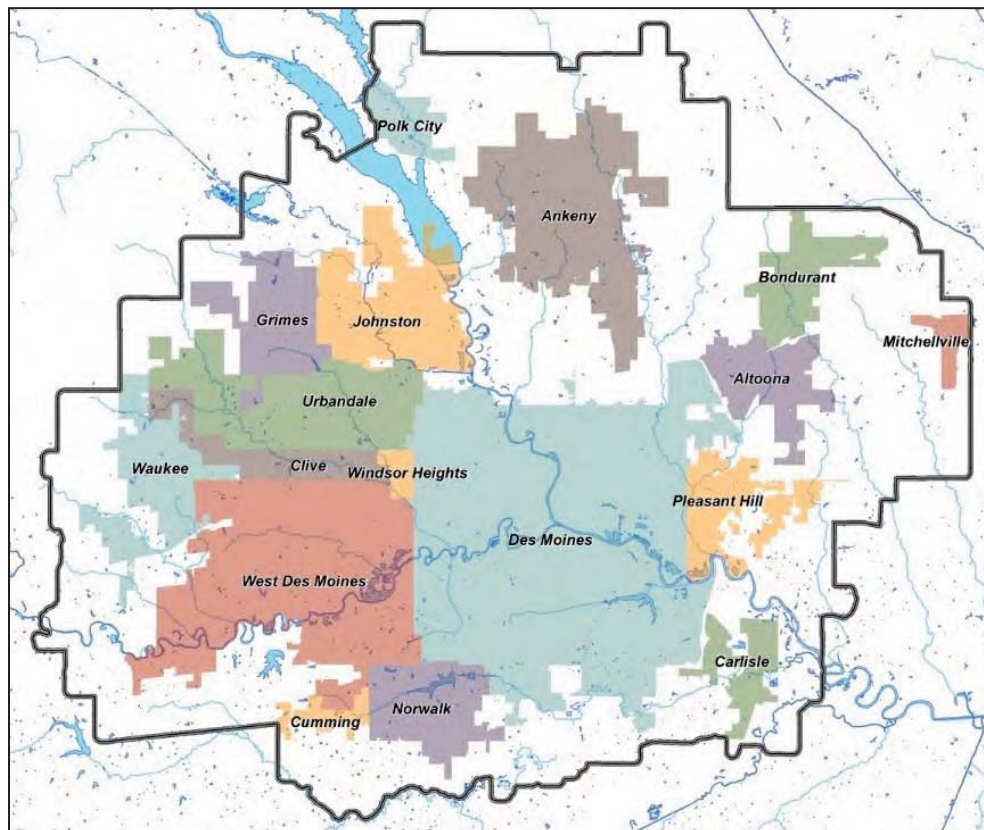 Polk City
Ankeny
Bondurant
Grimes
Johnston
Mitchellville
Altoona
Urbandale
Waukee
Clive
Windsor Heights
Pleasant Hill
Des Moines
West Des Moines
Carlisle
Cumming
Norwalk